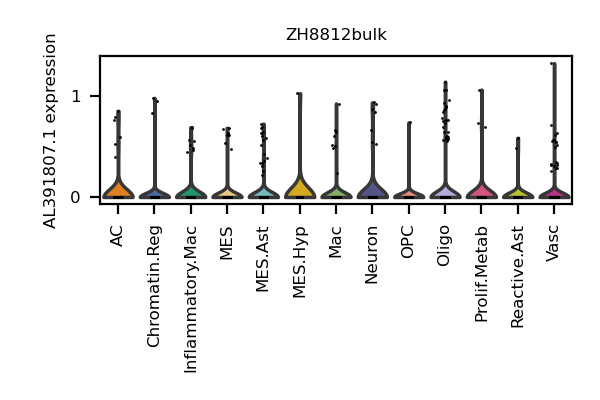 ZH8812bulk
AL391807.1 expression
1
0
AC
Chromatin.Reg
Inflammatory.Mac
MES
MES.Ast
MES.Hyp
Mac
Neuron
OPC
Oligo
Prolif.Metab
Reactive.Ast
Vasc